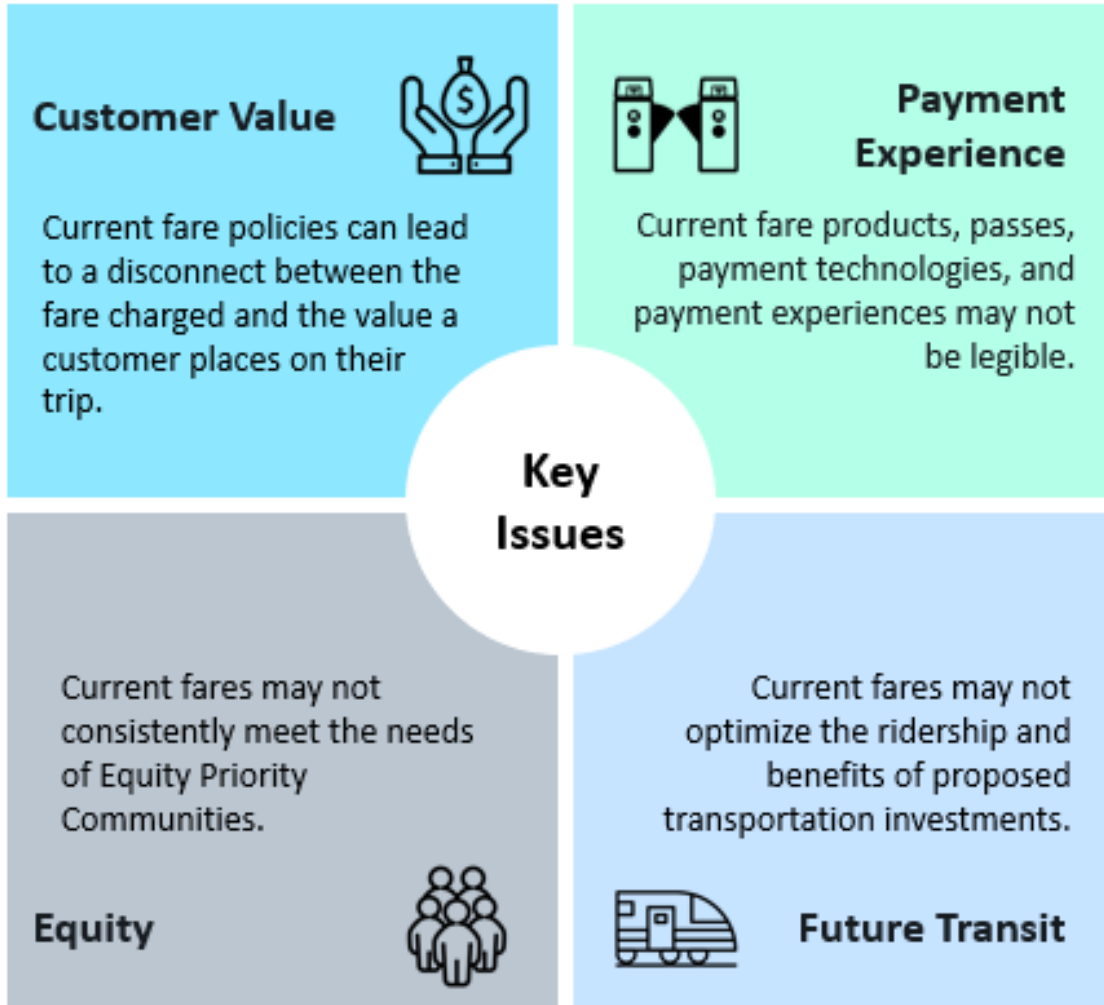 Customer Value
Current fare policies can lead
to a disconnect between the
fare charged and the value a
customer places on their
trip.
Payment
Experience
Current fare products, passes,
payment technologies, and
payment experiences may not
be legible.
Key
Issues
Current fares may not
consistently meet the needs
of Equity Priority
Communities.
Equity
Current fares may not
optimize the ridership and
benefits of proposed
transportation investments.
Future Transit